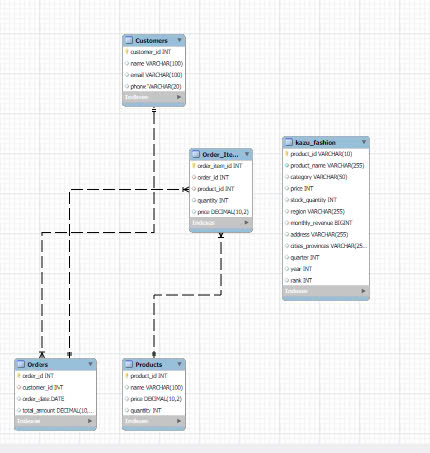 Customers
customer_id INT
name VARCHAR(100)
email VARCHAR(100)
phone VARCHAR(20)
Indexes
Order_Ite...
order_item_id INT
order_id INT
product_id INT
quantity INT
price DECIMAL(10,2)
Indexes
kazu_fashion
product_id VARCHAR(10)
product_name VARCHAR(255)
category VARCHAR(50)
price INT
stock_quantity INT
region VARCHAR(255)
monthly_revenue BIGINT
address VARCHAR(255)
cities_provinces VARCHAR(25...
quarter INT
year INT
rank INT
Indexes
Orders
order_id INT
customer_id INT
order_date DATE
total_amount DECIMAL(10,...
Indexes
Products
product_id INT
name VARCHAR(100)
price DECIMAL(10,2)
quantity INT
Indexes